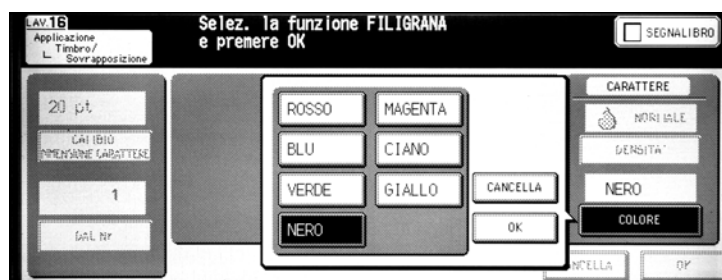 LAV.16
Applicazione
Timbro/
Sovrapposizione
Selez. la funzione FILIGRANA
e premere OK
SEGNALIBRO
20 pt
CAMBIO
DIMENSIONE CARATTERE
1
DAL Nr
ROSSO
MAGENTA
BLU
CIANO
VERDE
GIALLO
NERO
CANCELLA
OK
CARATTERE
NORMALE
DENSITA'
NERO
COLORE
NCELLA
OK